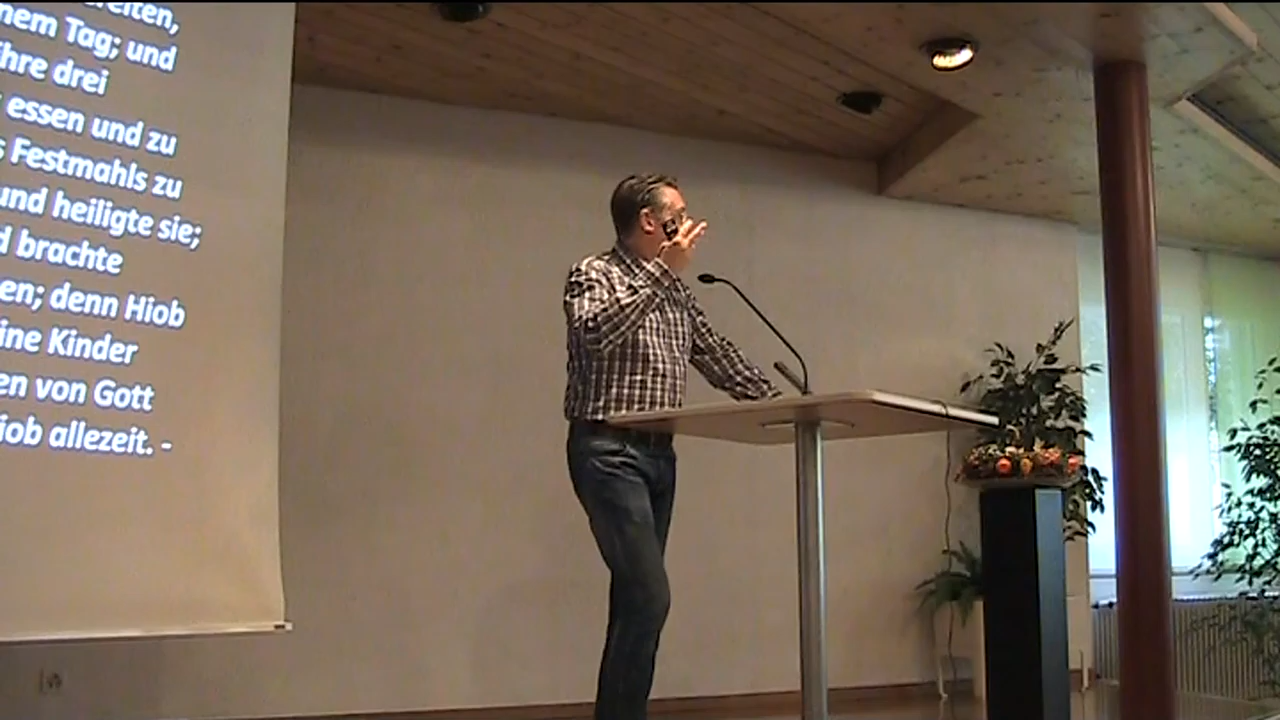 nem Tag; und
ihre drei
essen und zu
s Festmahls zu
und heiligte sie;
d brachte
en; denn Hiob
ine Kinder
en von Gott
iob allezeit. -